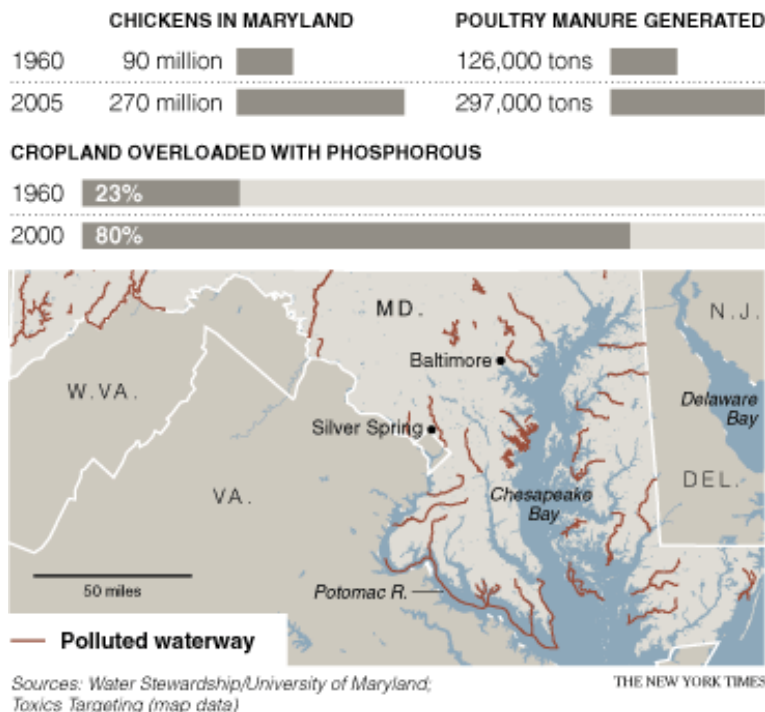 CHICKENS IN MARYLAND
POULTRY MANURE GENERATED
1960 90 million 126,000 tons
2005 270 million 297,000 tons
CROPLAND OVERLOADED WITH PHOSPHOROUS
1960 23%
2000 80%
MD.
N.J.
Baltimore
W.VA.
Delaware
Bay
Silver Spring
DEL.
VA.
Chesapeake
Bay
50 miles
Potomac R.
Polluted waterway
Sources: Water Stewardship/University of Maryland;
Toxics Targeting (map data)
THE NEW YORK TIMES